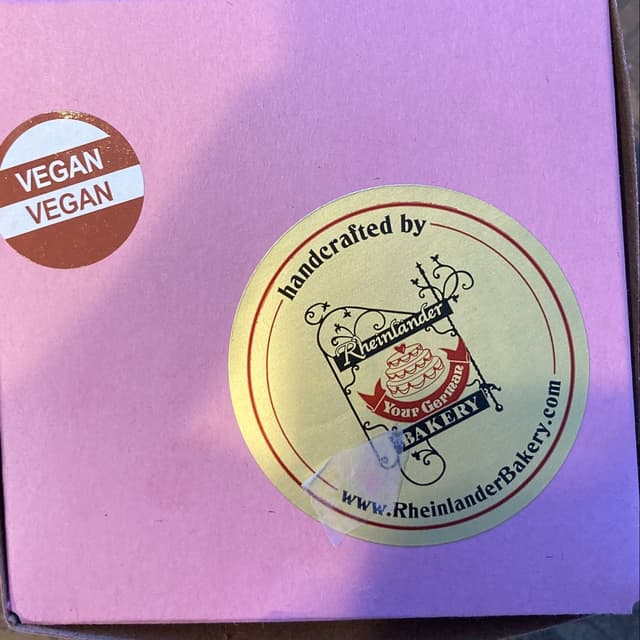 VEGAN
VEGAN
handcrafted by
Rheinlander
Your German
BAKERY
www.RheinlanderBakery.com